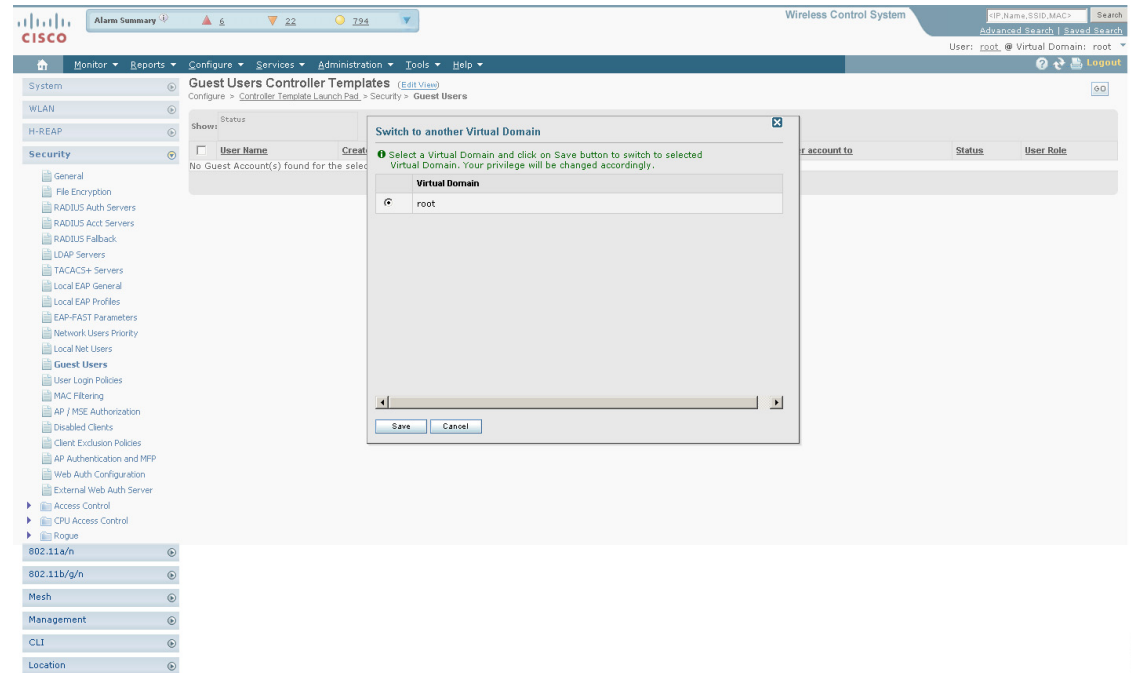 Alarm Summary 6 22 794
Wireless Control System
<IP,Name,SSID,MAC> Search
Advanced Search | Saved Search
CISCO
User: root @ Virtual Domain: root
Monitor Reports Configure Services Administration Tools Help Logout
System
WLAN
H-REAP
Security
General
File Encryption
RADIUS Auth Servers
RADIUS Acct Servers
RADIUS Fallback
LDAP Servers
TACACS+ Servers
Local EAP General
Local EAP Profiles
EAP-FAST Parameters
Network Users Priority
Local Net Users
Guest Users
User Login Policies
MAC Filtering
AP / MSE Authorization
Disabled Clients
Client Exclusion Policies
AP Authentication and MFP
Web Auth Configuration
External Web Auth Server
Access Control
CPU Access Control
Rogue
802.11a/n
802.11b/g/n
Mesh
Management
CLI
Location
Guest Users Controller Templates (Edit View)
Configure > Controller Template Launch Pad > Security > Guest Users
GO
Show: Status
User Name Create r account to Status User Role
No Guest Account(s) found for the selec
Switch to another Virtual Domain
Select a Virtual Domain and click on Save button to switch to selected
Virtual Domain. Your privilege will be changed accordingly.
Virtual Domain
root
Save Cancel